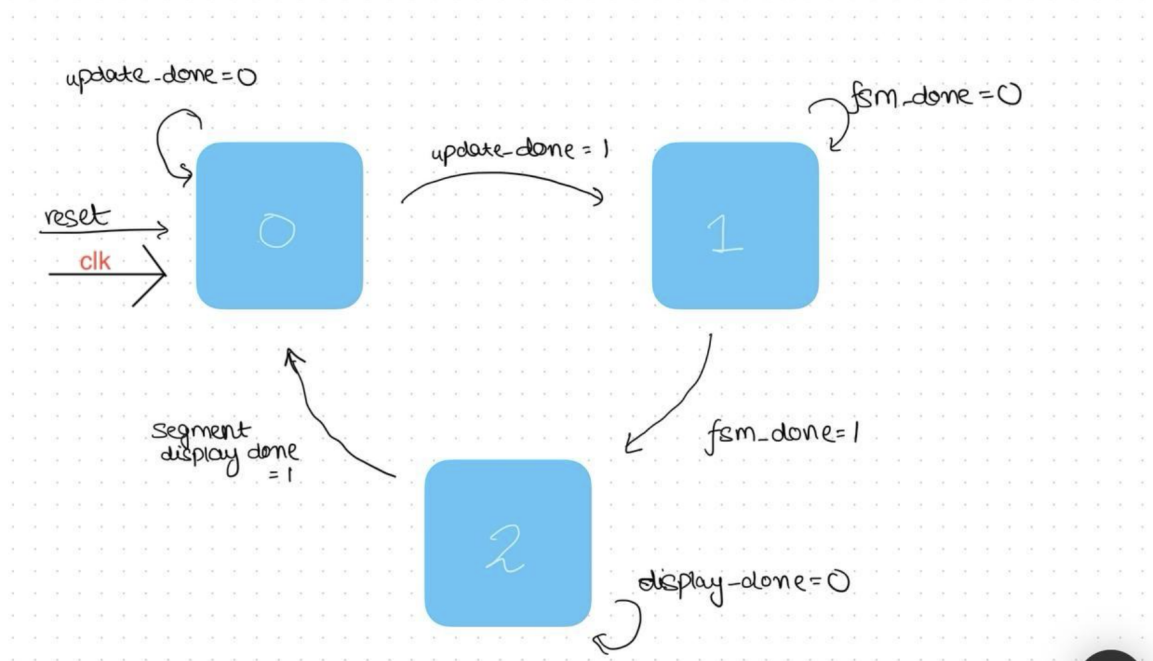 update_done=0
fsm_done=0
update_done=1
reset
clk
0
1
segment
display done
=1
fsm_done=1
2
display_done=0